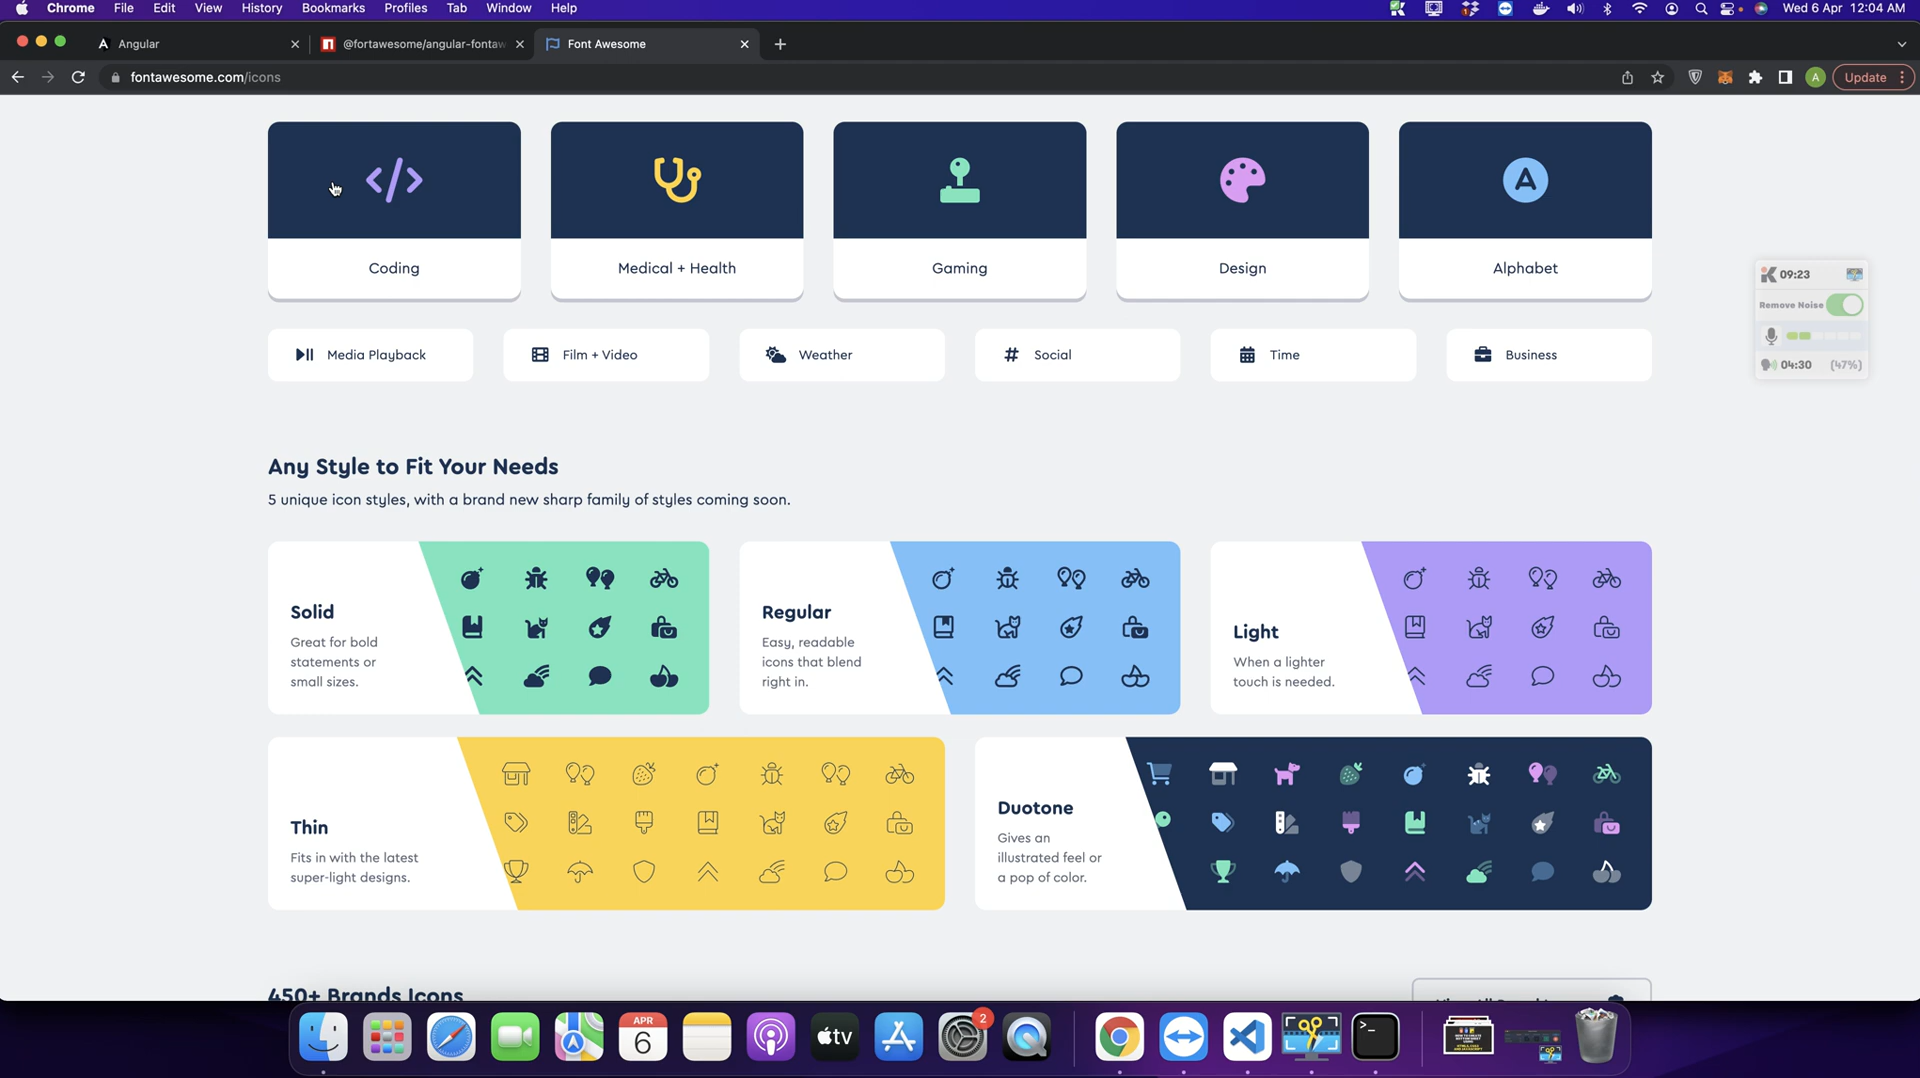 Chrome File Edit View History Bookmarks Profiles Tab Window Help Wed 6 Apr 12:04 AM
Angular @fortawesome/angular-fontaw Font Awesome
fontawesome.com/icons A Update
A
09:23
Remove Noise
04:30 (47%)
Coding Medical + Health Gaming Design Alphabet
Media Playback Film + Video Weather Social Time Business
Any Style to Fit Your Needs
5 unique icon styles, with a brand new sharp family of styles coming soon.
Solid
Great for bold
statements or
small sizes.
Regular
Easy, readable
icons that blend
right in.
Light
When a lighter
touch is needed.
Thin
Fits in with the latest
super-light designs.
Duotone
Gives an
illustrated feel or
a pop of color.
450+ Brands Icons
APR
6
tv
2